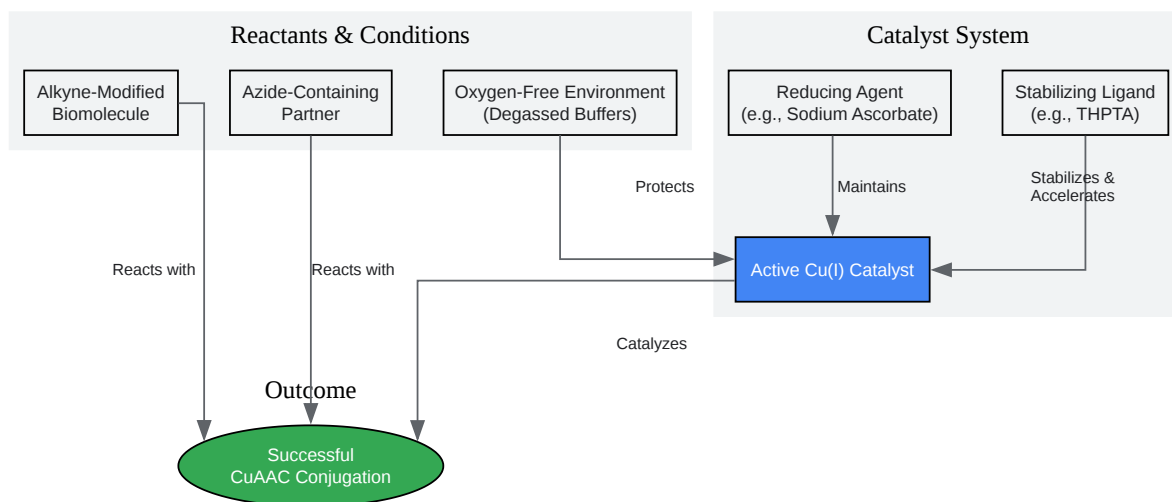 Reactants & Conditions
Catalyst System
Alkyne-Modified
Biomolecule
Azide-Containing
Partner
Oxygen-Free Environment
(Degassed Buffers)
Reducing Agent
(e.g., Sodium Ascorbate)
Stabilizing Ligand
(e.g., THPTA)
Protects
Maintains
Stabilizes &
Accelerates
Reacts with
Reacts with
Active Cu(I) Catalyst
Catalyzes
Outcome
Successful
CuAAC Conjugation